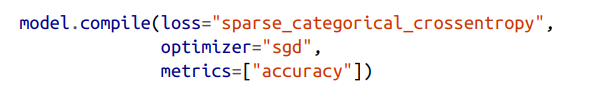 model.compile(loss="sparse_categorical_crossentropy",
              optimizer="sgd",
              metrics=["accuracy"])